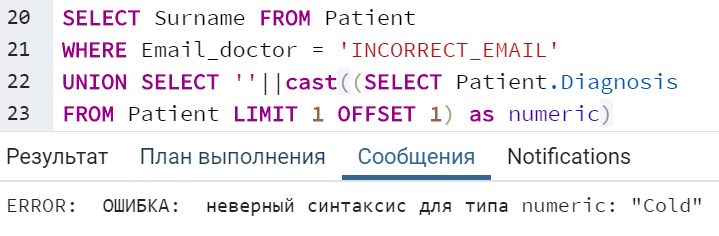 20 SELECT Surname FROM Patient
21 WHERE Email_doctor = 'INCORRECT_EMAIL'
22 UNION SELECT ''||cast((SELECT Patient.Diagnosis
23 FROM Patient LIMIT 1 OFFSET 1) as numeric)
Результат План выполнения Сообщения Notifications
ERROR: ОШИБКА: неверный синтаксис для типа numeric: "Cold"